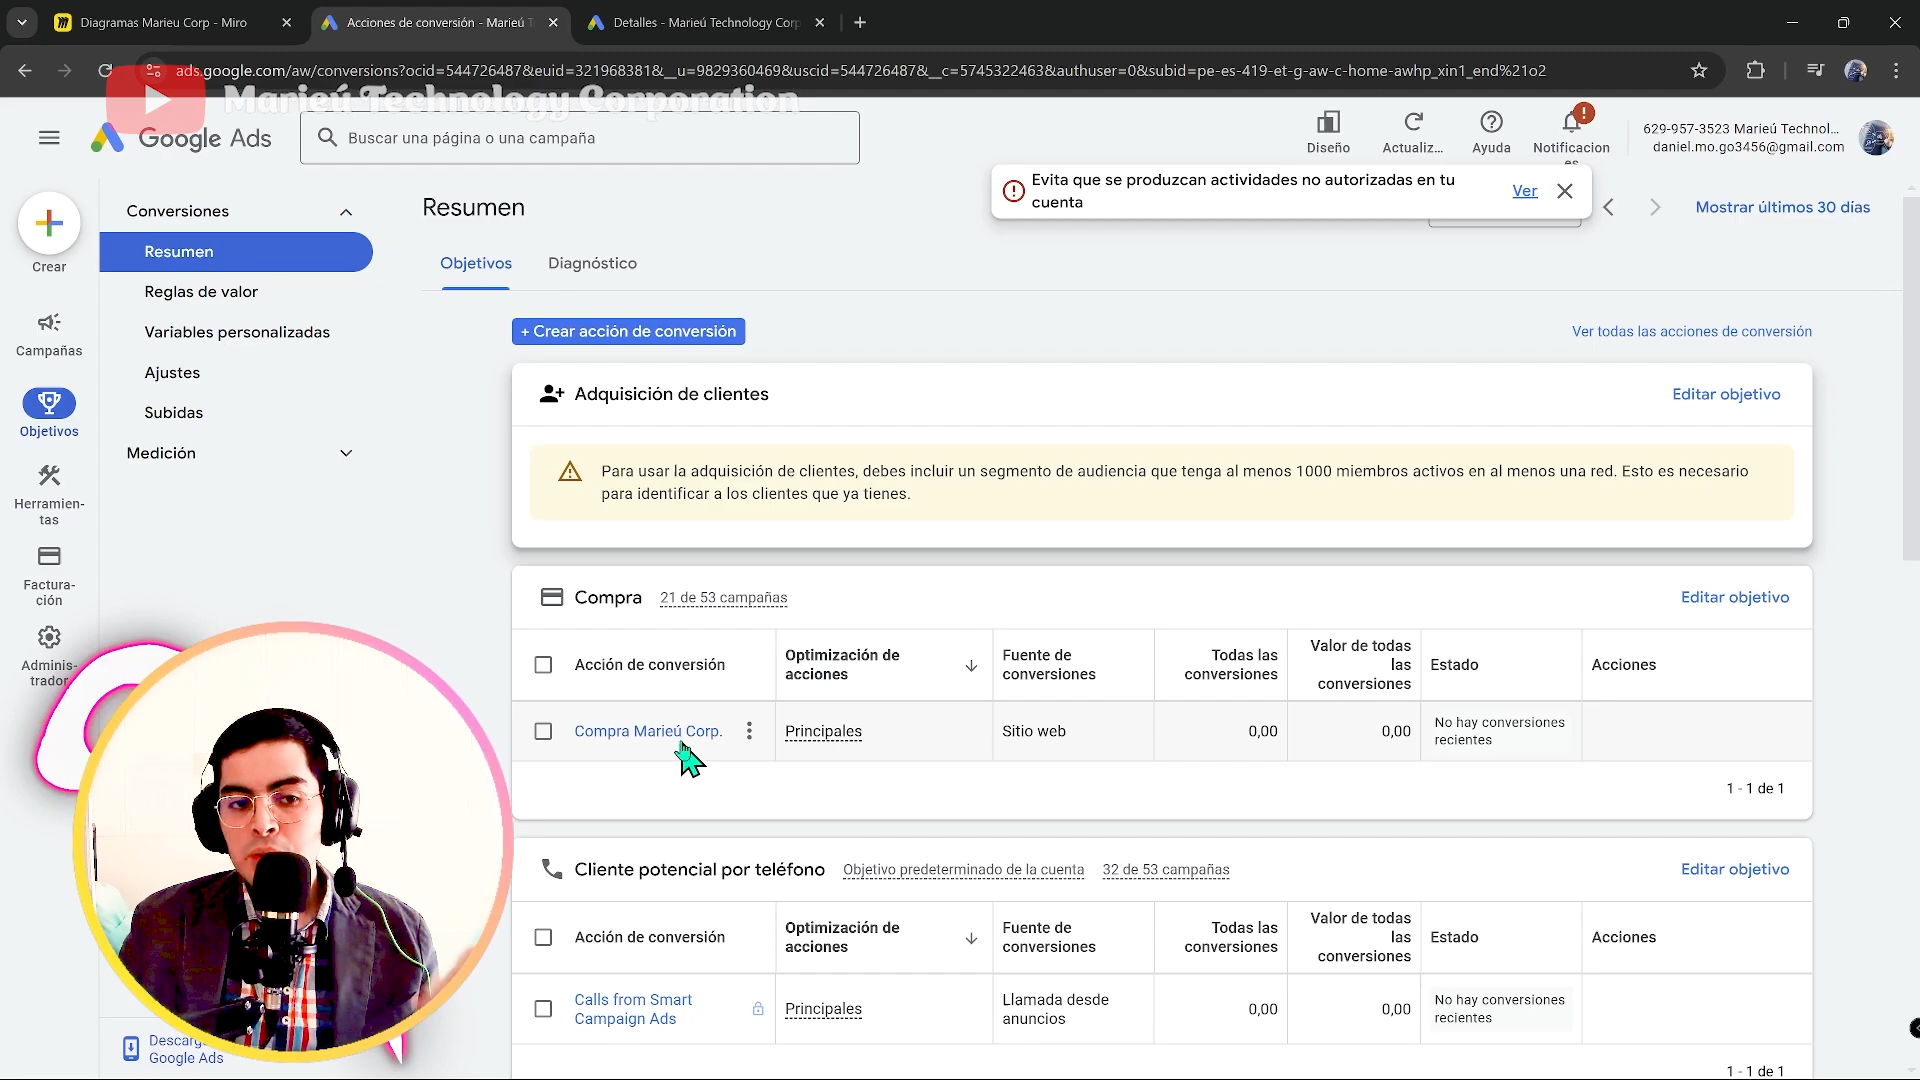 Diagramas Marieu Corp - Miro
Acciones de conversión - Marieú T
Detalles - Marieú Technology Corp
ads.google.com/aw/conversions?ocid=544726487&euid=321968381&__u=9829360469&uscid=544726487&__c=5745322463&authuser=0&subid=pe-es-419-et-g-aw-c-home-awhp_xin1_end%21o2
Marieú Technology Corporation
Google Ads
Buscar una página o una campaña
Diseño
Actualiz...
Ayuda
Notificacion
es
629-957-3523 Marieú Technol...
daniel.mo.go3456@gmail.com
Evita que se produzcan actividades no autorizadas en tu
cuenta
Ver
Mostrar últimos 30 días
Crear
Campañas
Objetivos
Herramien-
tas
Factura-
ción
Adminis-
trador
Conversiones
Resumen
Reglas de valor
Variables personalizadas
Ajustes
Subidas
Medición
Google Ads
Resumen
Objetivos
Diagnóstico
+ Crear acción de conversión
Ver todas las acciones de conversión
Adquisición de clientes
Editar objetivo
Para usar la adquisición de clientes, debes incluir un segmento de audiencia que tenga al menos 1000 miembros activos en al menos una red. Esto es necesario
para identificar a los clientes que ya tienes.
Compra
21 de 53 campañas
Editar objetivo
Acción de conversión
Optimización de
acciones
Fuente de
conversiones
Todas las
conversiones
Valor de todas
las
conversiones
Estado
Acciones
Compra Marieú Corp.
Principales
Sitio web
0,00
0,00
No hay conversiones
recientes
1 - 1 de 1
Cliente potencial por teléfono
Objetivo predeterminado de la cuenta
32 de 53 campañas
Editar objetivo
Acción de conversión
Optimización de
acciones
Fuente de
conversiones
Todas las
conversiones
Valor de todas
las
conversiones
Estado
Acciones
Calls from Smart
Campaign Ads
Principales
Llamada desde
anuncios
0,00
0,00
No hay conversiones
recientes
1 - 1 de 1